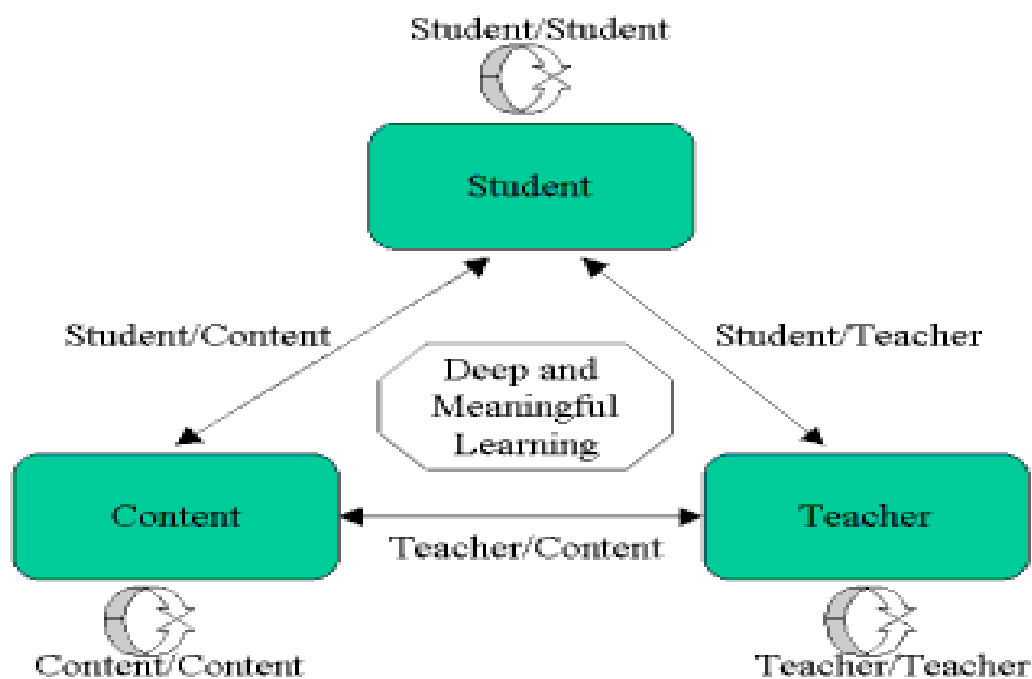 Student/Student
Student
Student/Content
Student/Teacher
Deep and
Meaningful
Learning
Content
Teacher
Teacher/Content
Content/Content
Teacher/Teacher